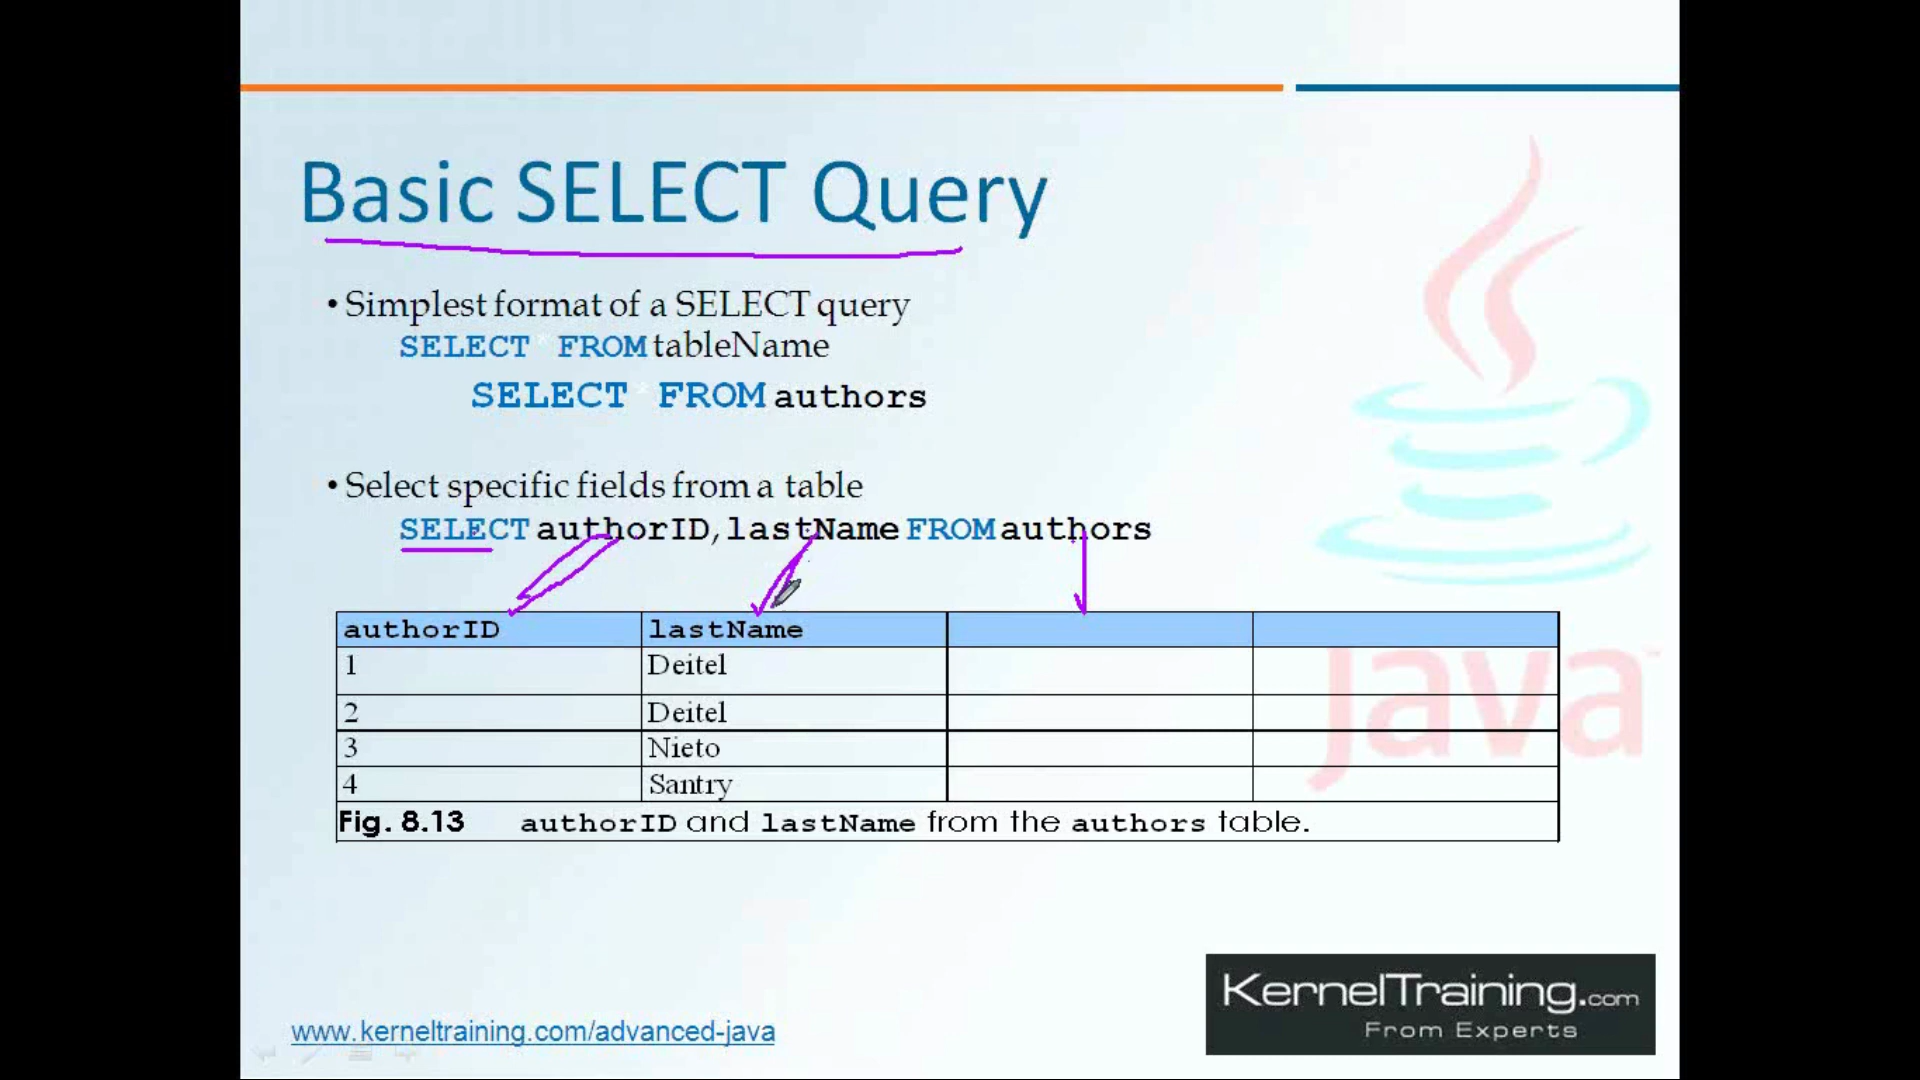 Basic SELECT Query
• Simplest format of a SELECT query
SELECT * FROM tableName
SELECT * FROM authors
• Select specific fields from a table
SELECT authorID, lastName FROM authors
authorID lastName
1 Deitel
2 Deitel
3 Nieto
4 Santry
Fig. 8.13 authorID and lastName from the authors table.
Java™
KernelTraining.com
From Experts
www.kerneltraining.com/advanced-java